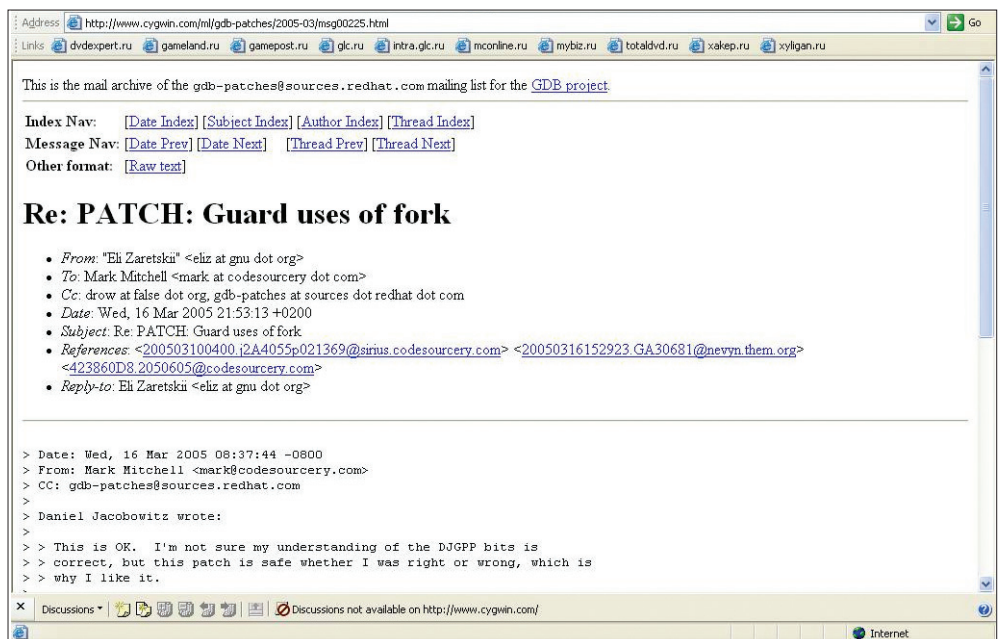 Address http://www.cygwin.com/ml/gdb-patches/2005-03/msg00225.html Go
Links dvdexpert.ru gameland.ru gamepost.ru glc.ru intra.glc.ru mconline.ru mybiz.ru totaldvd.ru xakep.ru xyligan.ru
This is the mail archive of the gdb-patches@sources.redhat.com mailing list for the GDB project.
Index Nav: [Date Index] [Subject Index] [Author Index] [Thread Index]
Message Nav: [Date Prev] [Date Next] [Thread Prev] [Thread Next]
Other format: [Raw text]
Re: PATCH: Guard uses of fork
• From: "Eli Zaretskii" <eliz at gnu dot org>
• To: Mark Mitchell <mark at codesourcery dot com>
• Cc: drow at false dot org, gdb-patches at sources dot redhat dot com
• Date: Wed, 16 Mar 2005 21:53:13 +0200
• Subject: Re: PATCH: Guard uses of fork
• References: <200503100400.j2A4055p021369@sirius.codesourcery.com> <20050316152923.GA30681@nevyn.them.org>
<423860D8.2050605@codesourcery.com>
• Reply-to: Eli Zaretskii <eliz at gnu dot org>
> Date: Wed, 16 Mar 2005 08:37:44 -0800
> From: Mark Mitchell <mark@codesourcery.com>
> CC: gdb-patches@sources.redhat.com
>
> Daniel Jacobowitz wrote:
>
> > This is OK. I'm not sure my understanding of the DJGPP bits is
> > correct, but this patch is safe whether I was right or wrong, which is
> > why I like it.
Discussions Discussions not available on http://www.cygwin.com/
Internet